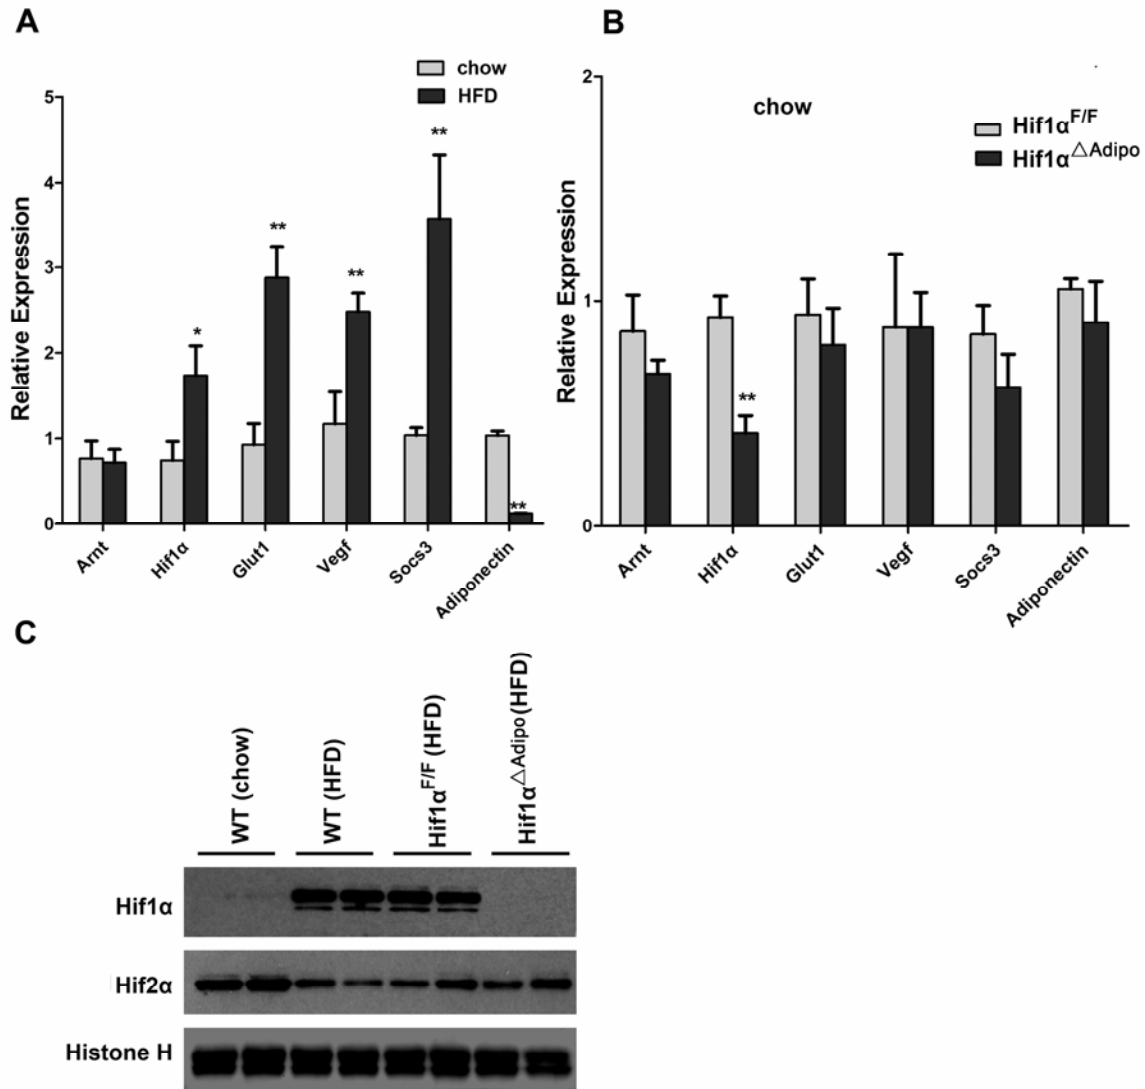 A
chow
HFD
Relative Expression
5
4
3
2
1
0
*
**
**
**
**
Arnt
Hif1α
Glut1
Vegf
Socs3
Adiponectin
B
chow
Hif1α^F/F
Hif1α^△Adipo
Relative Expression
2
1
0
**
Arnt
Hif1α
Glut1
Vegf
Socs3
Adiponectin
C
WT (chow)
WT (HFD)
Hif1α^F/F (HFD)
Hif1α^△Adipo(HFD)
Hif1α
Hif2α
Histone H